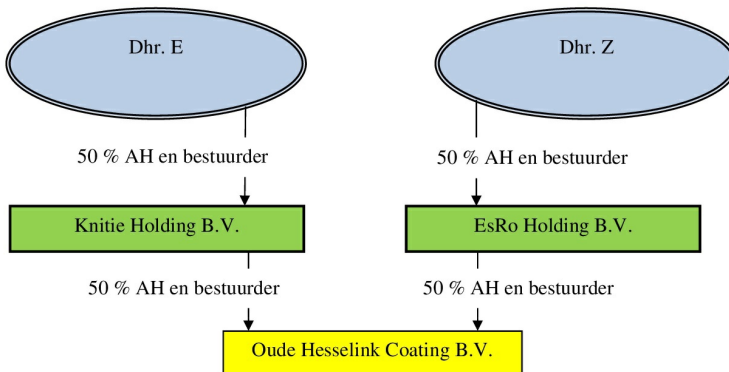 Dhr. E
Dhr. Z
50 % AH en bestuurder
50 % AH en bestuurder
Knitie Holding B.V.
EsRo Holding B.V.
50 % AH en bestuurder
50 % AH en bestuurder
Oude Hesselink Coating B.V.